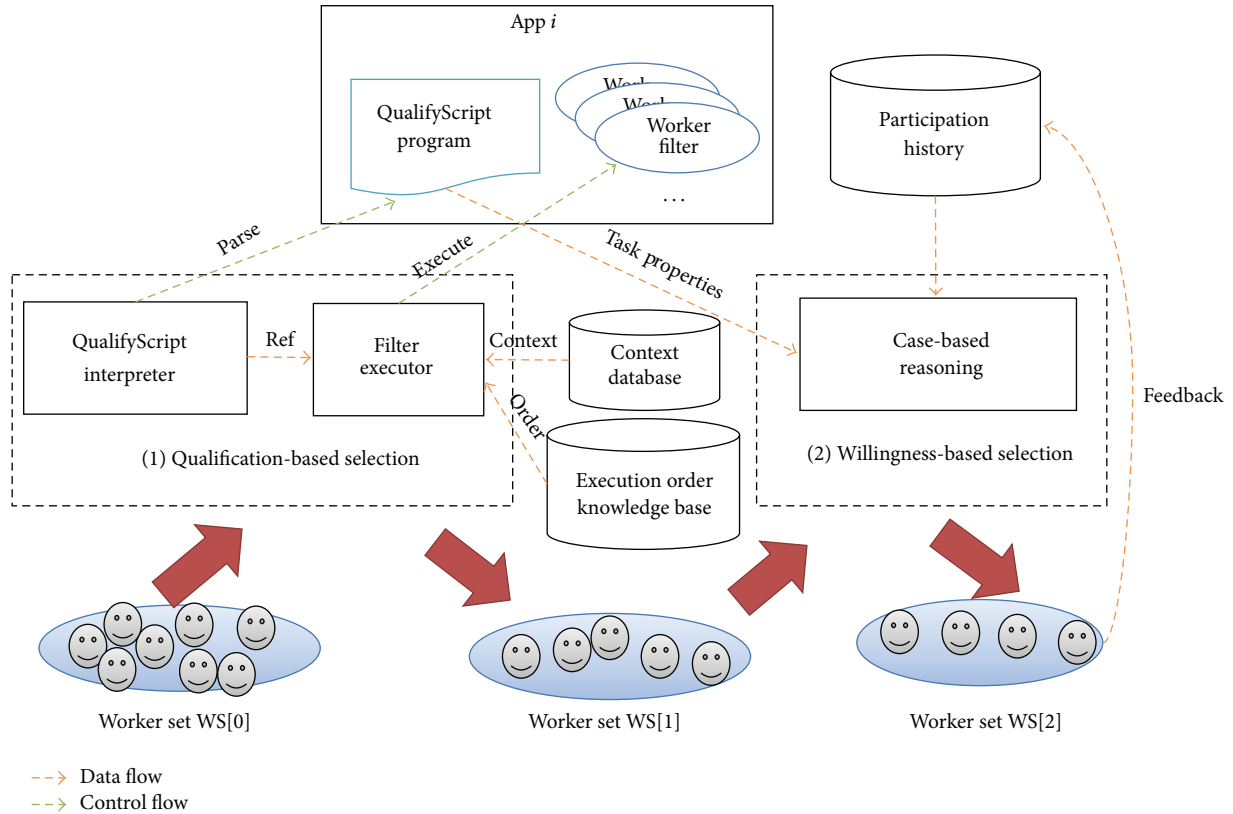 App i
QualifyScript
program
Work
Work
Worker
filter
...
Participation
history
Parse
Execute
Task properties
QualifyScript
interpreter
Ref
Filter
executor
Context
Context
database
Order
Execution order
knowledge base
Case-based
reasoning
Feedback
(1) Qualification-based selection
(2) Willingness-based selection
Worker set WS[0]
Worker set WS[1]
Worker set WS[2]
Data flow
Control flow